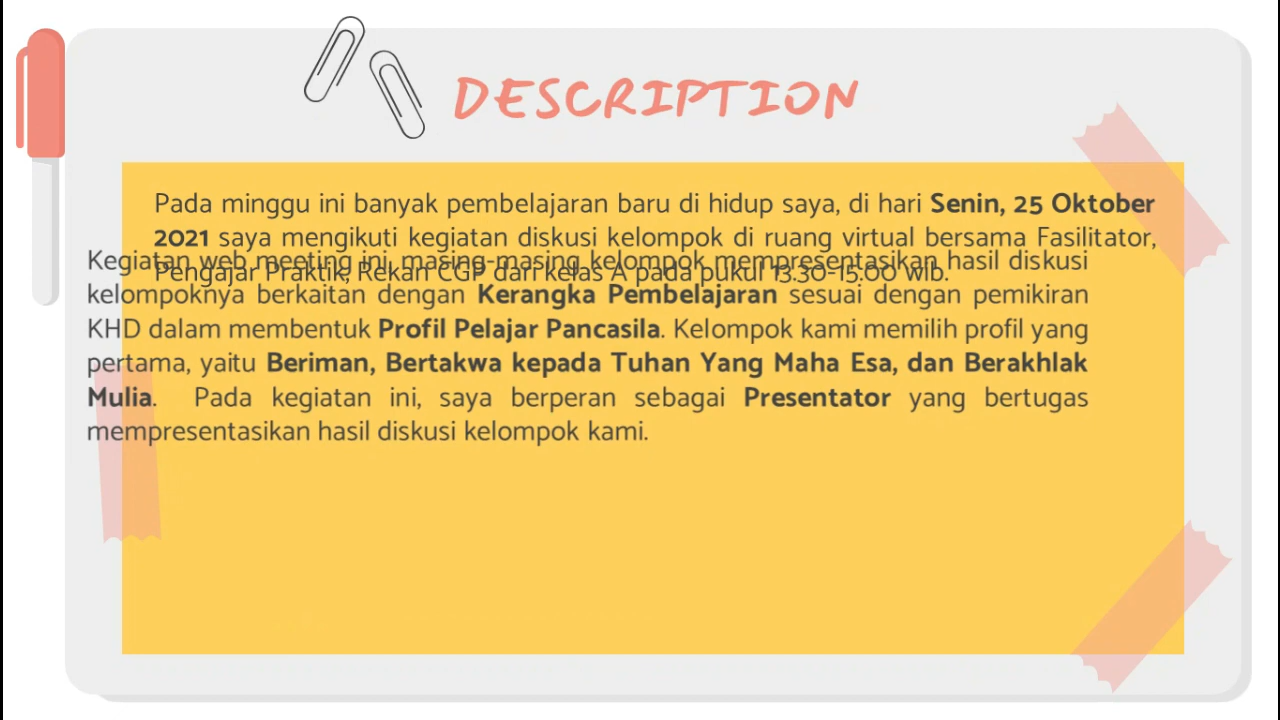 DESCRIPTION
Pada minggu ini banyak pembelajaran baru di hidup saya, di hari Senin, 25 Oktober
2021 saya mengikuti kegiatan diskusi kelompok di ruang virtual bersama Fasilitator,
Pengajar Praktik, Rekan CGP dari kelas A pada pukul 13.30-15.00 wib.
Kegiatan web meeting ini, masing-masing kelompok mempresentasikan hasil diskusi
kelompoknya berkaitan dengan Kerangka Pembelajaran sesuai dengan pemikiran
KHD dalam membentuk Profil Pelajar Pancasila. Kelompok kami memilih profil yang
pertama, yaitu Beriman, Bertakwa kepada Tuhan Yang Maha Esa, dan Berakhlak
Mulia. Pada kegiatan ini, saya berperan sebagai Presentator yang bertugas
mempresentasikan hasil diskusi kelompok kami.